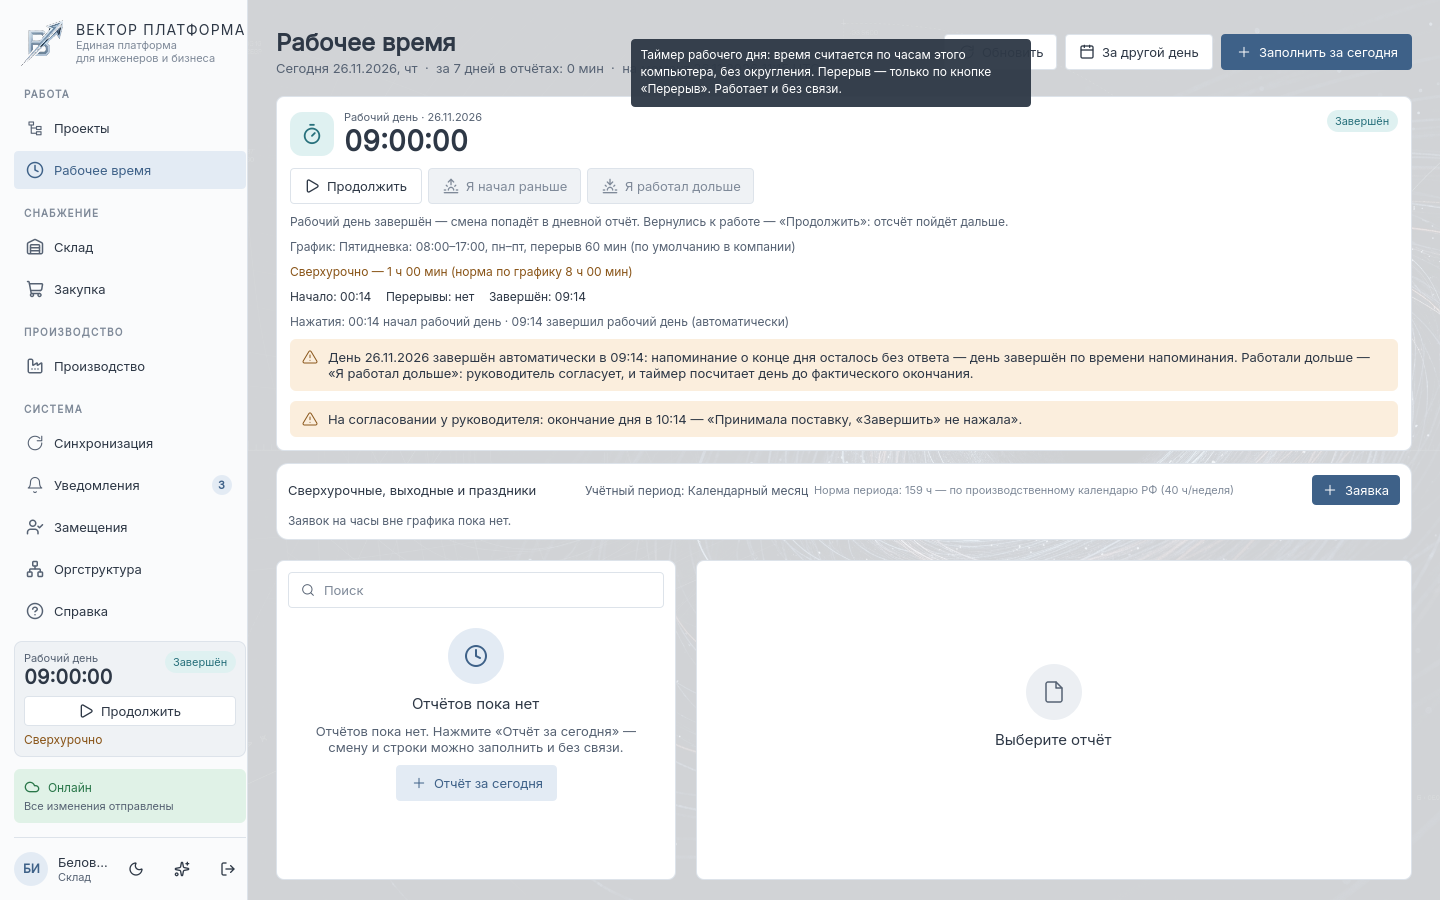 ВЕКТОР ПЛАТФОРМА
Единая платформа
для инженеров и бизнеса
РАБОТА
Проекты
Рабочее время
СНАБЖЕНИЕ
Склад
Закупка
ПРОИЗВОДСТВО
Производство
СИСТЕМА
Синхронизация
Уведомления 3
Замещения
Оргструктура
Справка
Рабочий день Завершён
09:00:00
Продолжить
Сверхурочно
Онлайн
Все изменения отправлены
БИ Белов...
Склад
Рабочее время
Сегодня 26.11.2026, чт · за 7 дней в отчётах: 0 мин ·
Таймер рабочего дня: время считается по часам этого
компьютера, без округления. Перерыв — только по кнопке
«Перерыв». Работает и без связи.
Обновить
За другой день
Заполнить за сегодня
Рабочий день · 26.11.2026
09:00:00
Завершён
Продолжить Я начал раньше Я работал дольше
Рабочий день завершён — смена попадёт в дневной отчёт. Вернулись к работе — «Продолжить»: отсчёт пойдёт дальше.
График: Пятидневка: 08:00–17:00, пн–пт, перерыв 60 мин (по умолчанию в компании)
Сверхурочно — 1 ч 00 мин (норма по графику 8 ч 00 мин)
Начало: 00:14 Перерывы: нет Завершён: 09:14
Нажатия: 00:14 начал рабочий день · 09:14 завершил рабочий день (автоматически)
День 26.11.2026 завершён автоматически в 09:14: напоминание о конце дня осталось без ответа — день завершён по времени напоминания. Работали дольше —
«Я работал дольше»: руководитель согласует, и таймер посчитает день до фактического окончания.
На согласовании у руководителя: окончание дня в 10:14 — «Принимала поставку, «Завершить» не нажала».
Сверхурочные, выходные и праздники Учётный период: Календарный месяц Норма периода: 159 ч — по производственному календарю РФ (40 ч/неделя) Заявка
Заявок на часы вне графика пока нет.
Поиск
Отчётов пока нет
Отчётов пока нет. Нажмите «Отчёт за сегодня» —
смену и строки можно заполнить и без связи.
Отчёт за сегодня
Выберите отчёт